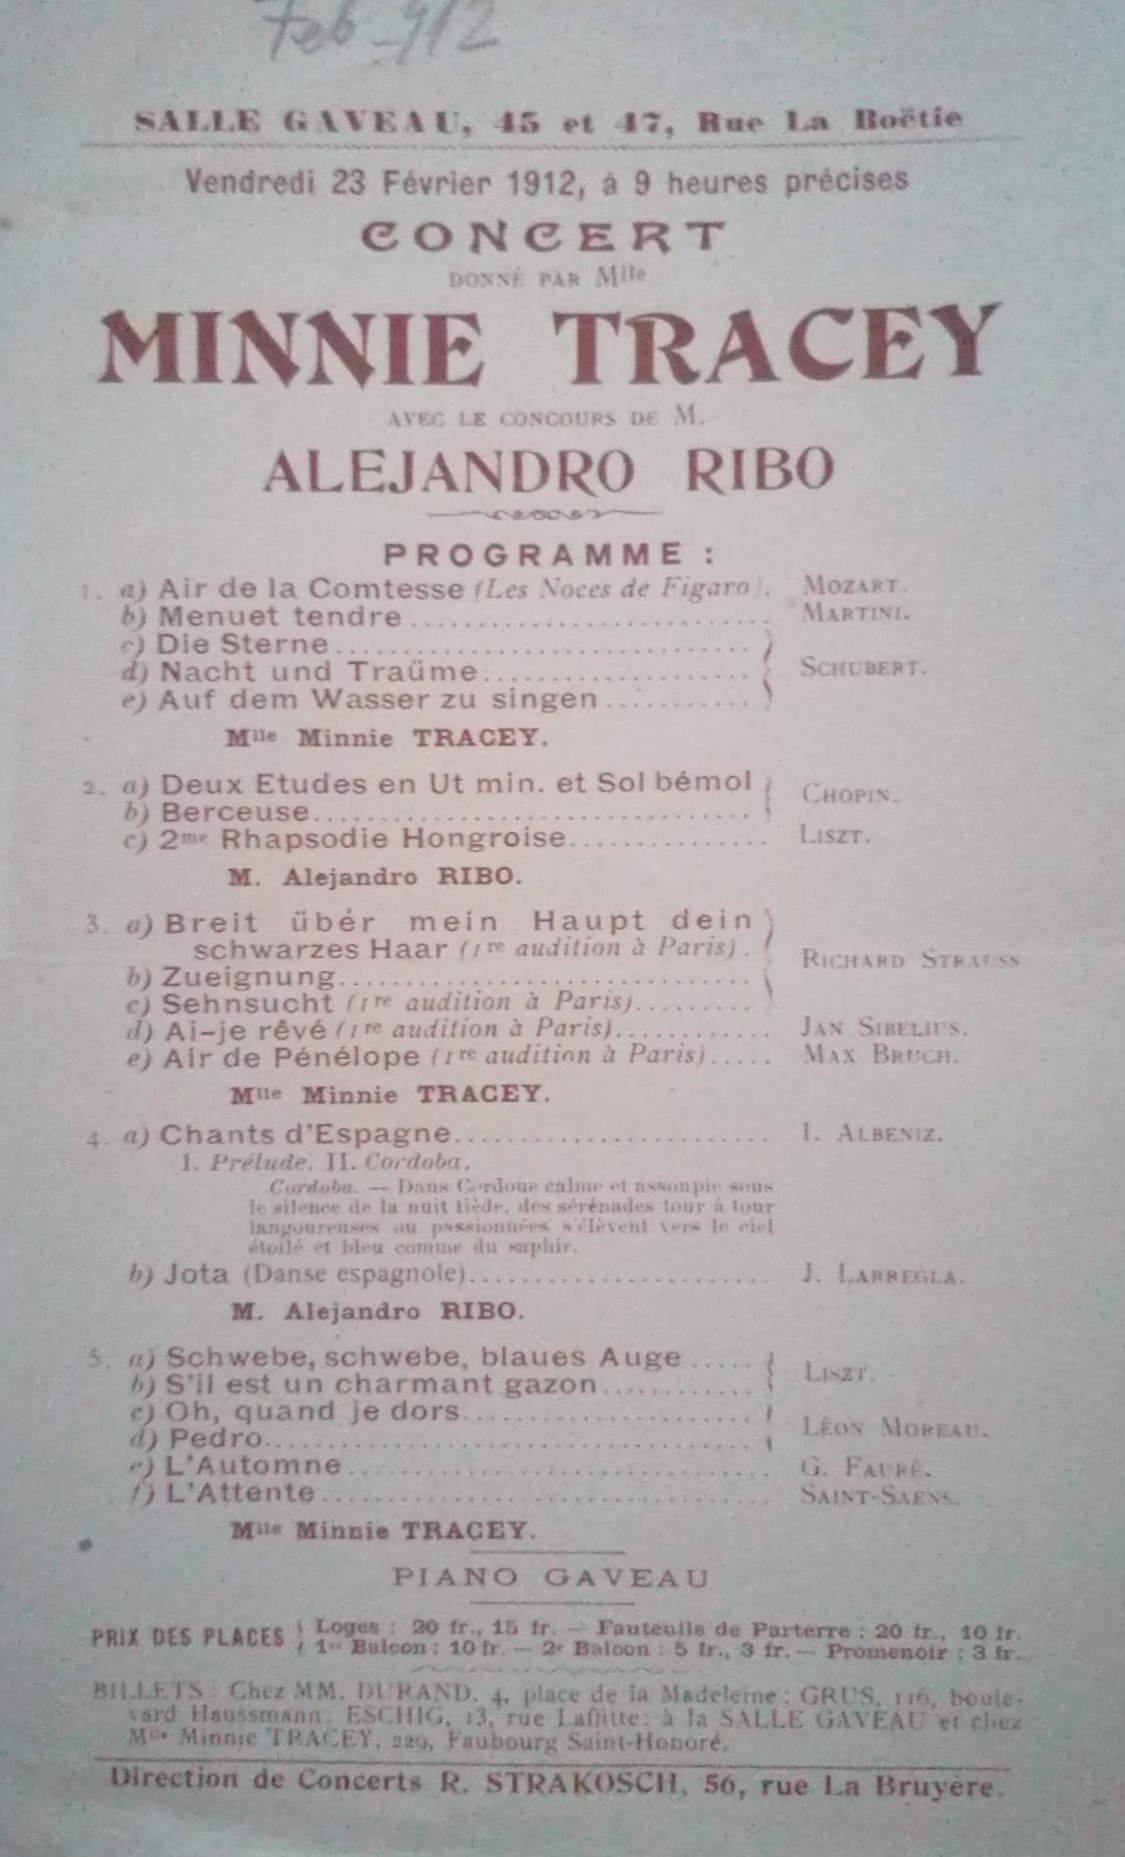 Feb 912
SALLE GAVEAU, 45 et 47, Rue La Boëtie
Vendredi 23 Février 1912, à 9 heures précises
CONCERT
DONNÉ PAR Mlle
MINNIE TRACEY
AVEC LE CONCOURS DE M.
ALEJANDRO RIBO
PROGRAMME :
1. a) Air de la Comtesse (Les Noces de Figaro). MOZART.
b) Menuet tendre ........................ MARTINI.
c) Die Sterne............................
d) Nacht und Traüme.................... SCHUBERT.
e) Auf dem Wasser zu singen ..........
Mlle Minnie TRACEY.
2. a) Deux Etudes en Ut min. et Sol bémol CHOPIN.
b) Berceuse..............................
c) 2me Rhapsodie Hongroise............... LISZT.
M. Alejandro RIBO.
3. a) Breit übér mein Haupt dein
schwarzes Haar (1re audition à Paris). RICHARD STRAUSS
b) Zueignung.............................
c) Sehnsucht (1re audition à Paris).........
d) Ai-je rêvé (1re audition à Paris)............ JAN SIBELIUS.
e) Air de Pénélope (1re audition à Paris)..... MAX BRUCH.
Mlle Minnie TRACEY.
4. a) Chants d'Espagne........................ I. ALBENIZ.
I. Prélude. II. Cordoba.
Cordoba. — Dans Cordoue calme et assoupie sous
le silence de la nuit tiède, des sérénades tour à tour
langoureuses ou passionnées s'élèvent vers le ciel
étoilé et bleu comme du saphir.
b) Jota (Danse espagnole)...................... J. LARREGLA.
M. Alejandro RIBO.
5. a) Schwebe, schwebe, blaues Auge ..... LISZT.
b) S'il est un charmant gazon............
c) Oh, quand je dors...................... LÉON MOREAU.
d) Pedro..................................
e) L'Automne............................. G. FAURÉ.
f) L'Attente............................... SAINT-SAENS.
Mlle Minnie TRACEY.
PIANO GAVEAU
PRIX DES PLACES { Loges : 20 fr., 15 fr. — Fauteuils de Parterre : 20 fr., 10 fr.
1er Balcon : 10 fr. — 2e Balcon : 5 fr., 3 fr. — Promenoir : 3 fr.
BILLETS : Chez MM. DURAND, 4, place de la Madeleine ; GRUS, 116, boule-
vard Haussmann ; ESCHIG, 13, rue Laffitte ; à la SALLE GAVEAU et chez
Mlle Minnie TRACEY, 229, Faubourg Saint-Honoré.
Direction de Concerts R. STRAKOSCH, 56, rue La Bruyère.